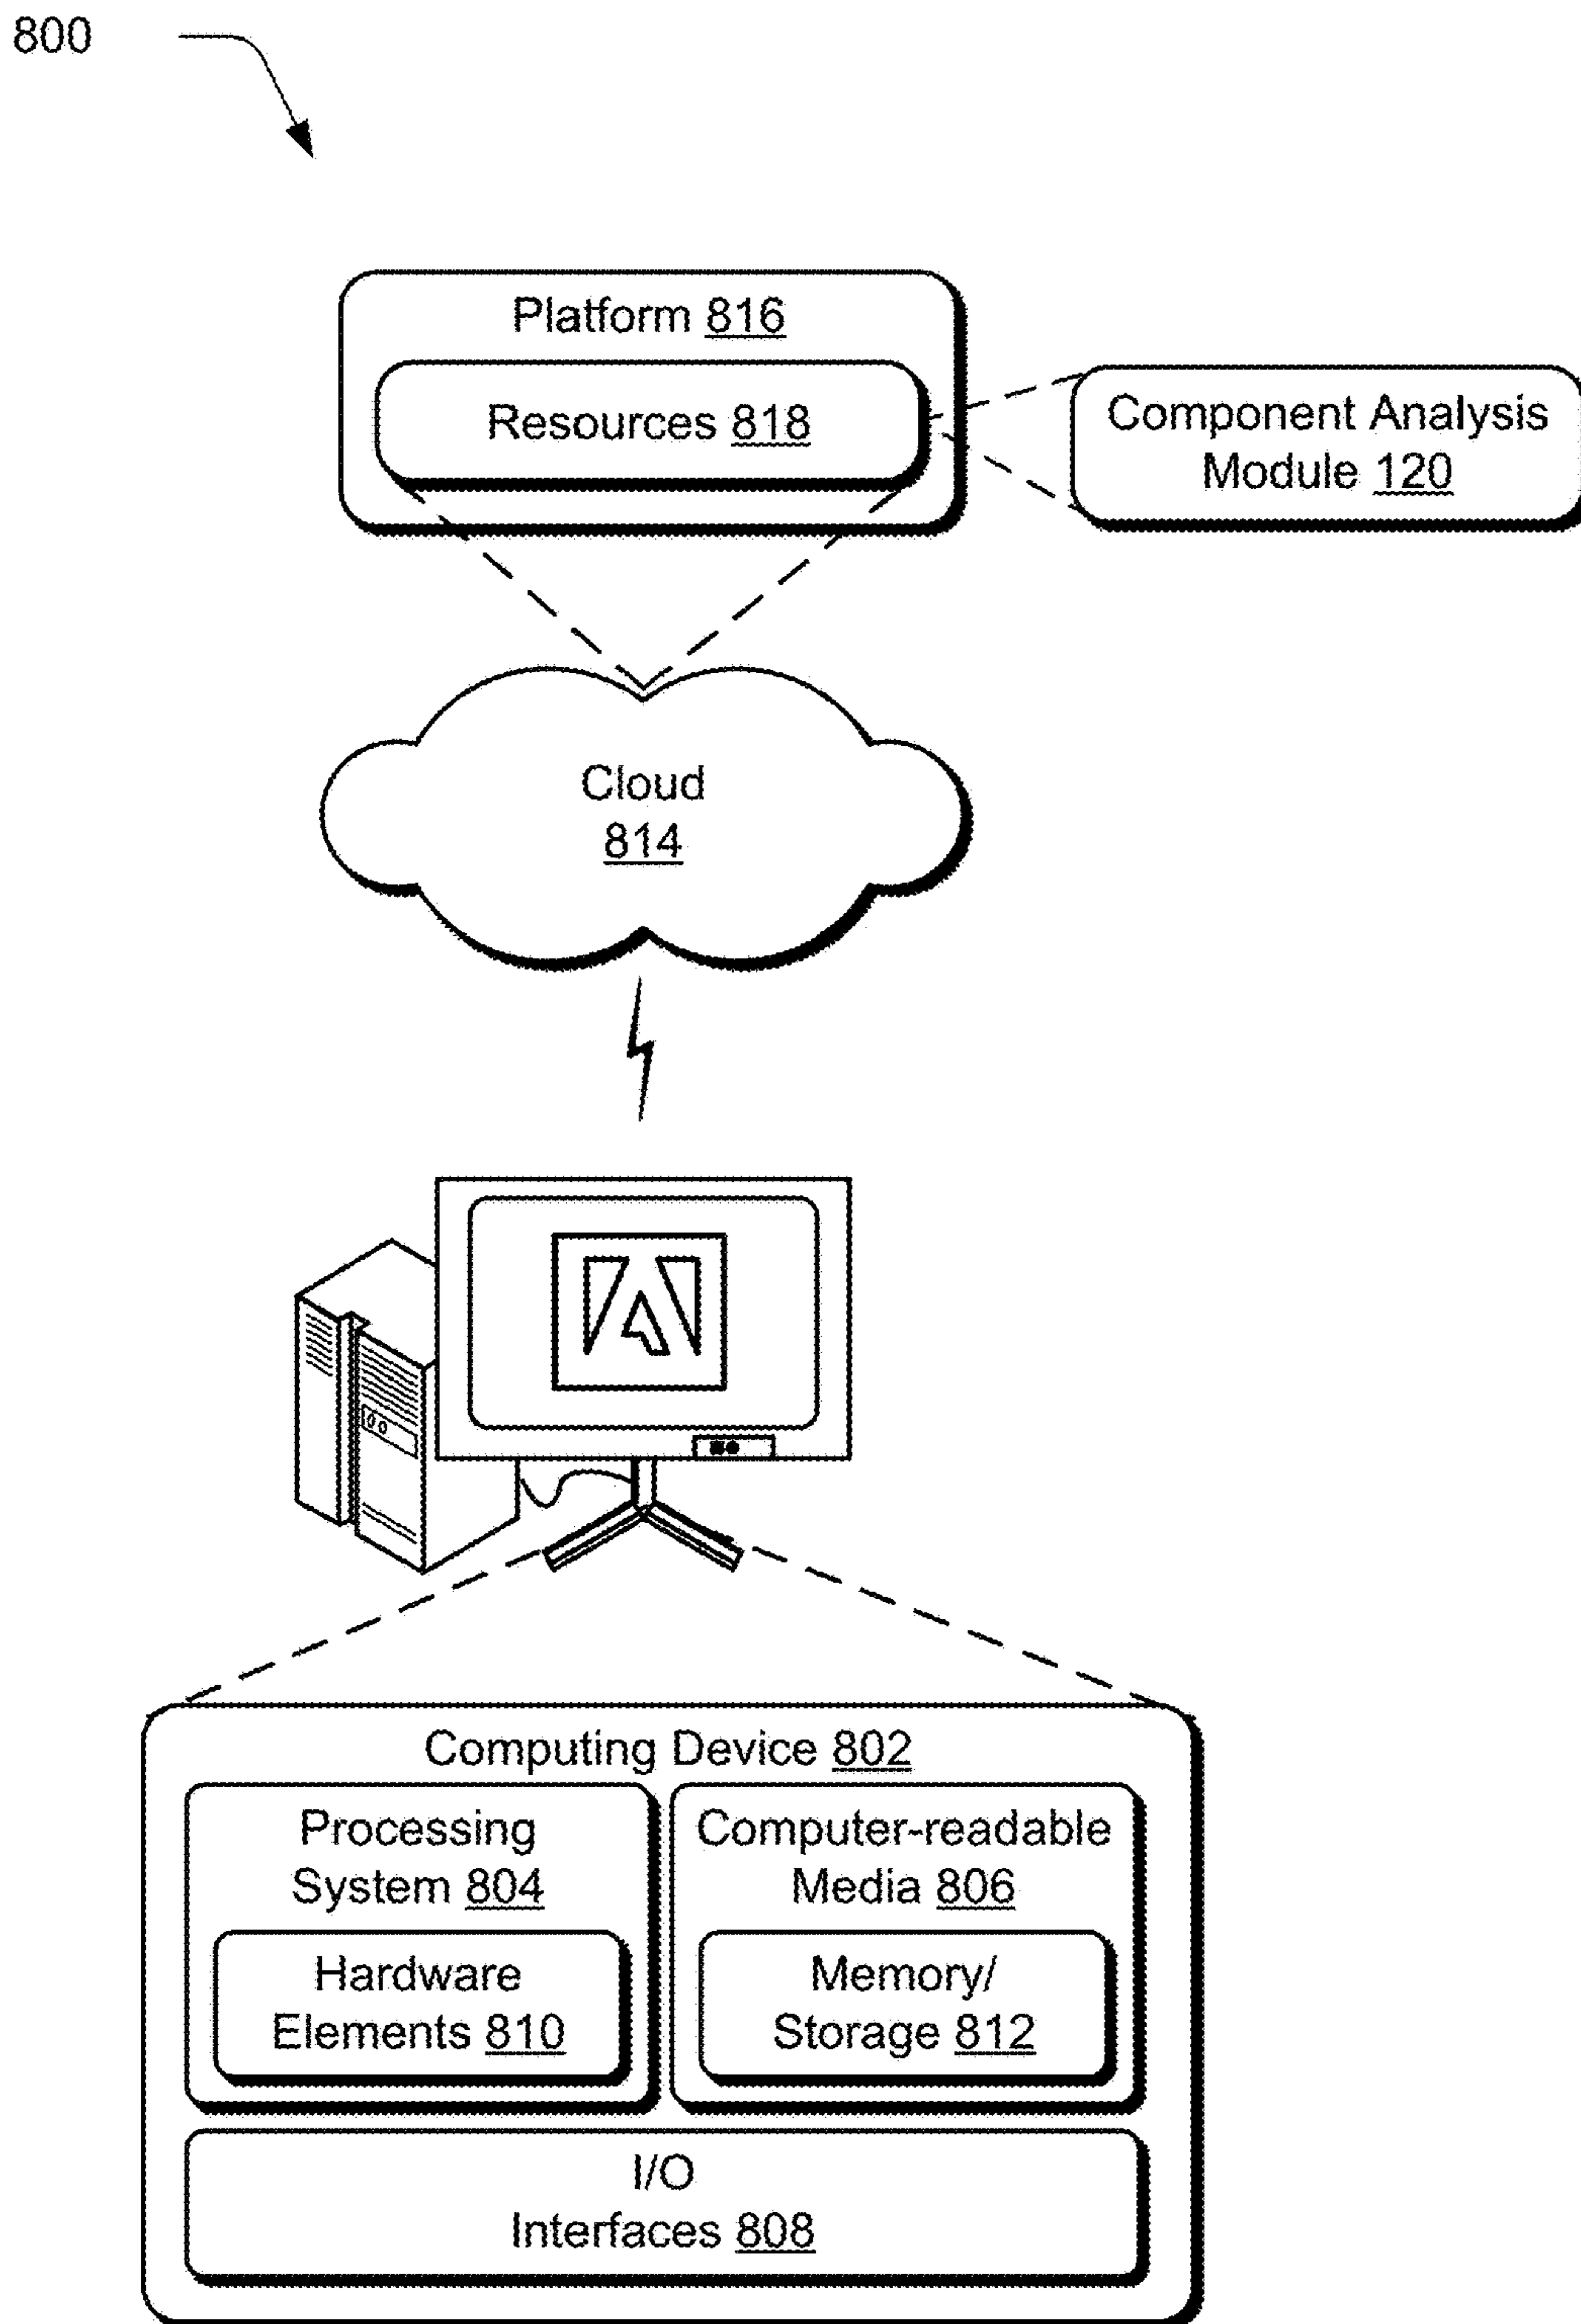 800
Platform 816
Resources 818
Component Analysis
Module 120
Cloud
814
Computing Device 802
Processing
System 804
Hardware
Elements 810
Computer-readable
Media 806
Memory/
Storage 812
I/O
Interfaces 808